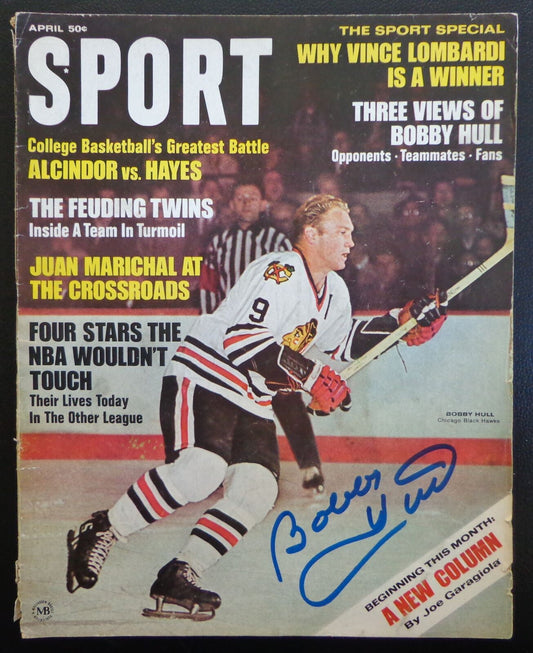 APRIL 50¢
SPORT
THE SPORT SPECIAL
WHY VINCE LOMBARDI
IS A WINNER
THREE VIEWS OF
BOBBY HULL
Opponents · Teammates · Fans
College Basketball's Greatest Battle
ALCINDOR vs. HAYES
THE FEUDING TWINS
Inside A Team In Turmoil
JUAN MARICHAL AT
THE CROSSROADS
FOUR STARS THE
NBA WOULDN'T
TOUCH
Their Lives Today
In The Other League
9
BOBBY HULL
Chicago Black Hawks
Bobby Hull
BEGINNING THIS MONTH:
A NEW COLUMN
By Joe Garagiola
MB